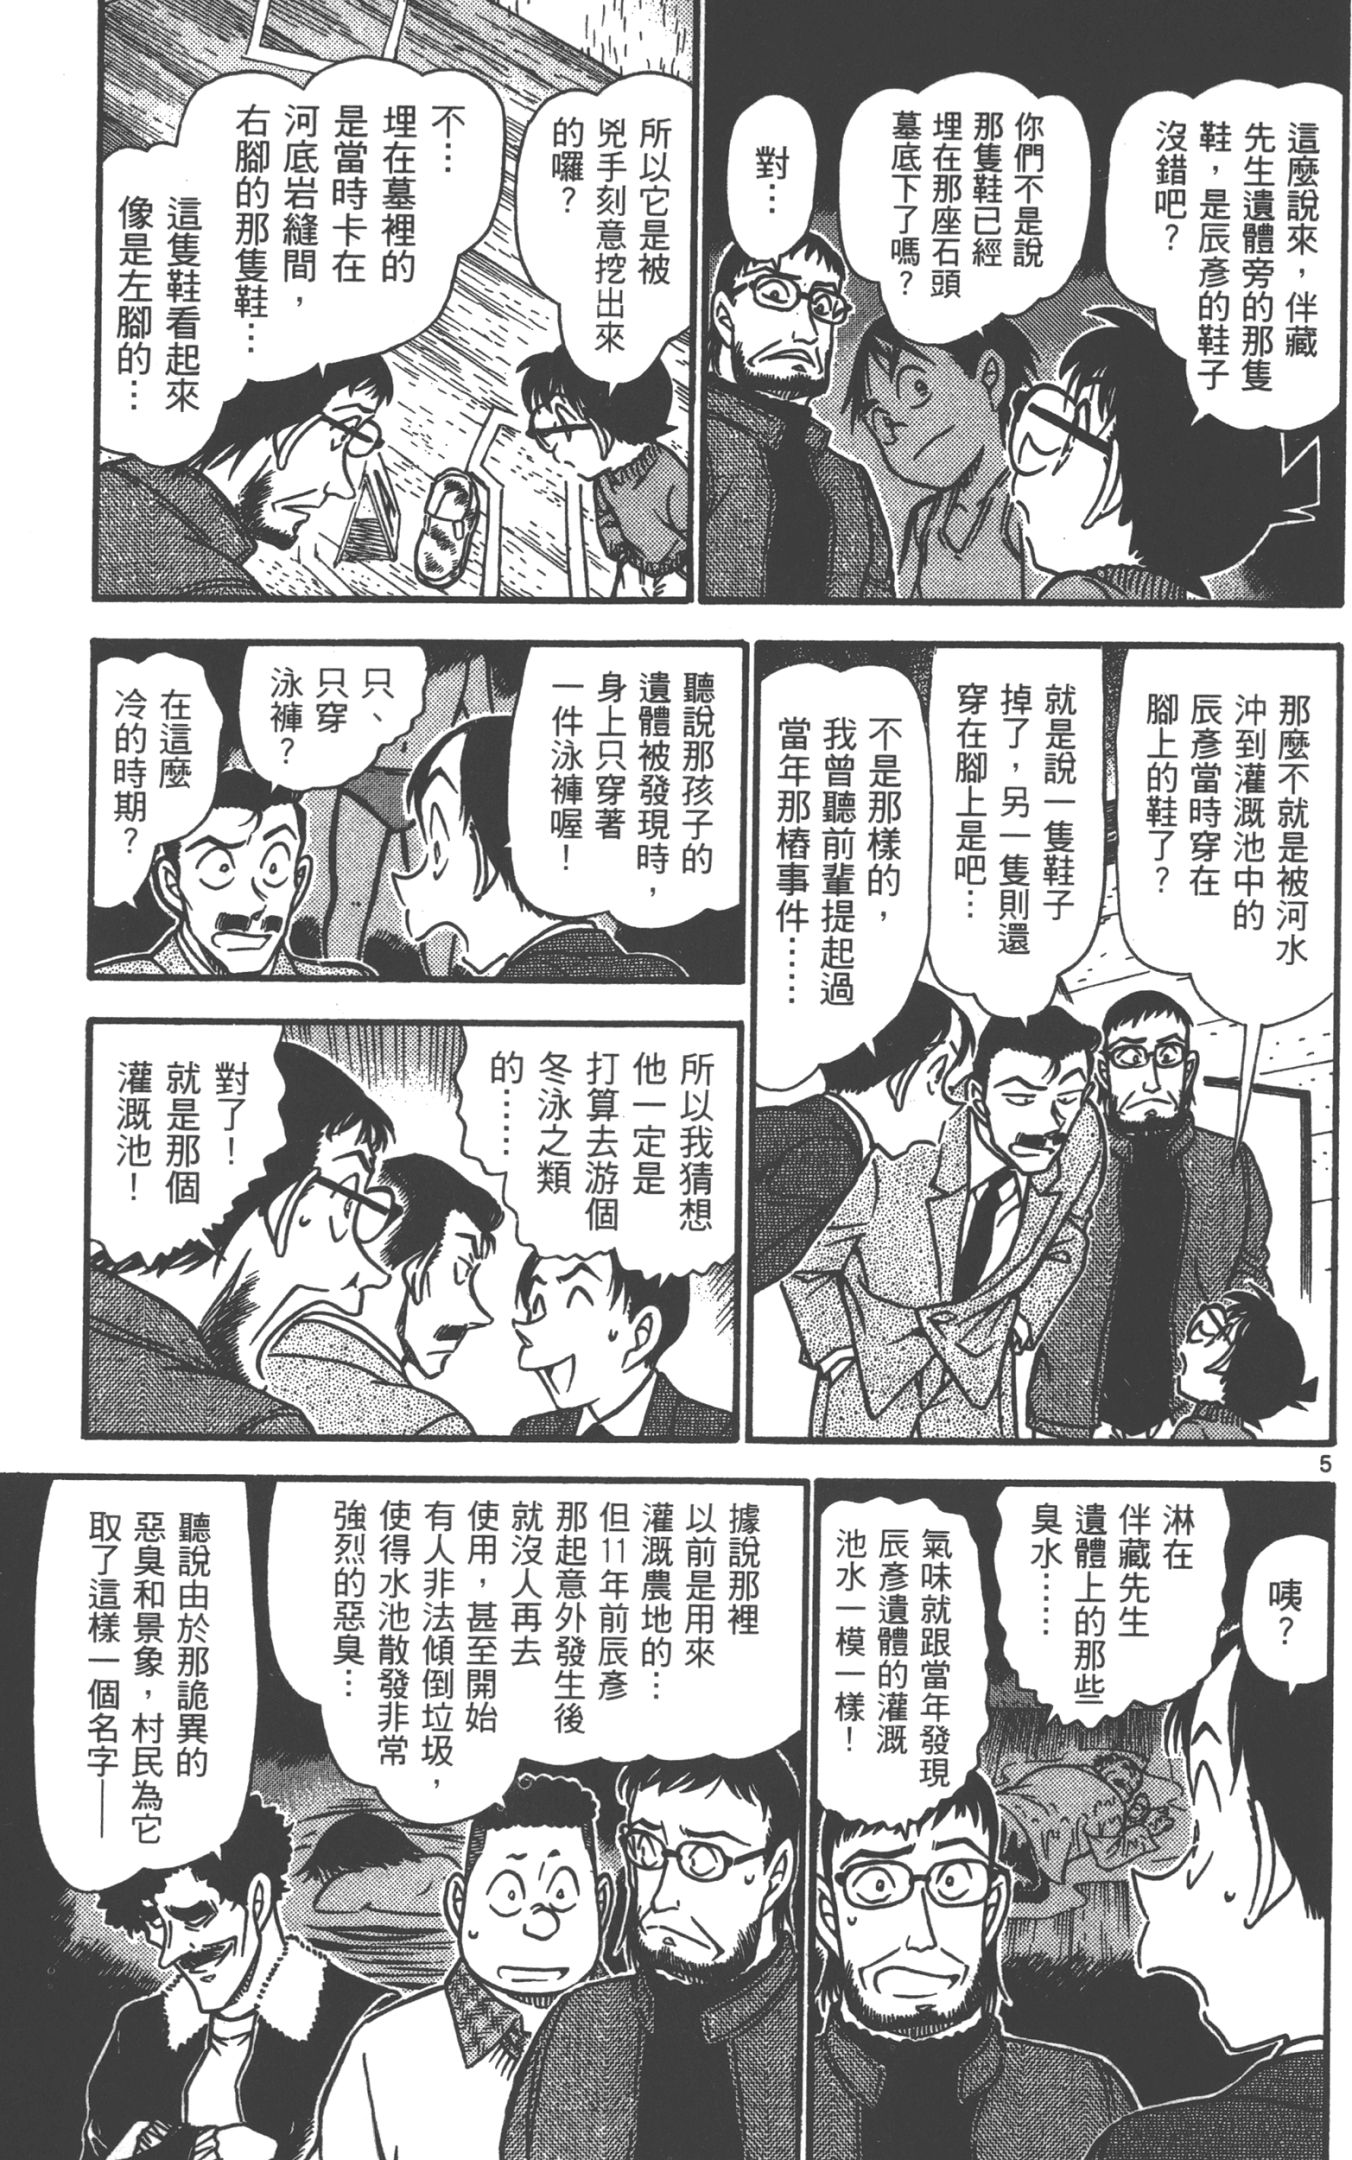 這麼說來，伴藏
先生遺體旁的那隻
鞋，是辰彥的鞋子
沒錯吧？
你們不是說
那隻鞋已經
埋在那座石頭
墓底下了嗎？
對…
所以它是被
兇手刻意挖出來
的囉？
不…
埋在墓裡的
是當時卡在
河底岩縫間，
右腳的那隻鞋…
這隻鞋看起來
像是左腳的…
那麼不就是被河水
沖到灌溉池中的
辰彥當時穿在
腳上的鞋了？
就是說一隻鞋子
掉了，另一隻則還
穿在腳上是吧…
不是那樣的，
我曾聽前輩提起過
當年那樁事件……
聽說那孩子的
遺體被發現時，
身上只穿著
一件泳褲喔！
只、
只穿
泳褲？
在這麼
冷的時期？
所以我猜想
他一定是
打算去游個
冬泳之類
的……
對了！
就是那個
灌溉池！
5
咦？
淋在
伴藏先生
遺體上的那些
臭水……
氣味就跟當年發現
辰彥遺體的灌溉
池水一模一樣！
據說那裡
以前是用來
灌溉農地的…
但11年前辰彥
那起意外發生後
就沒人再去
使用，甚至開始
有人非法傾倒垃圾，
使得水池散發非常
強烈的惡臭…
聽說由於那詭異的
惡臭和景象，村民為它
取了這樣一個名字——